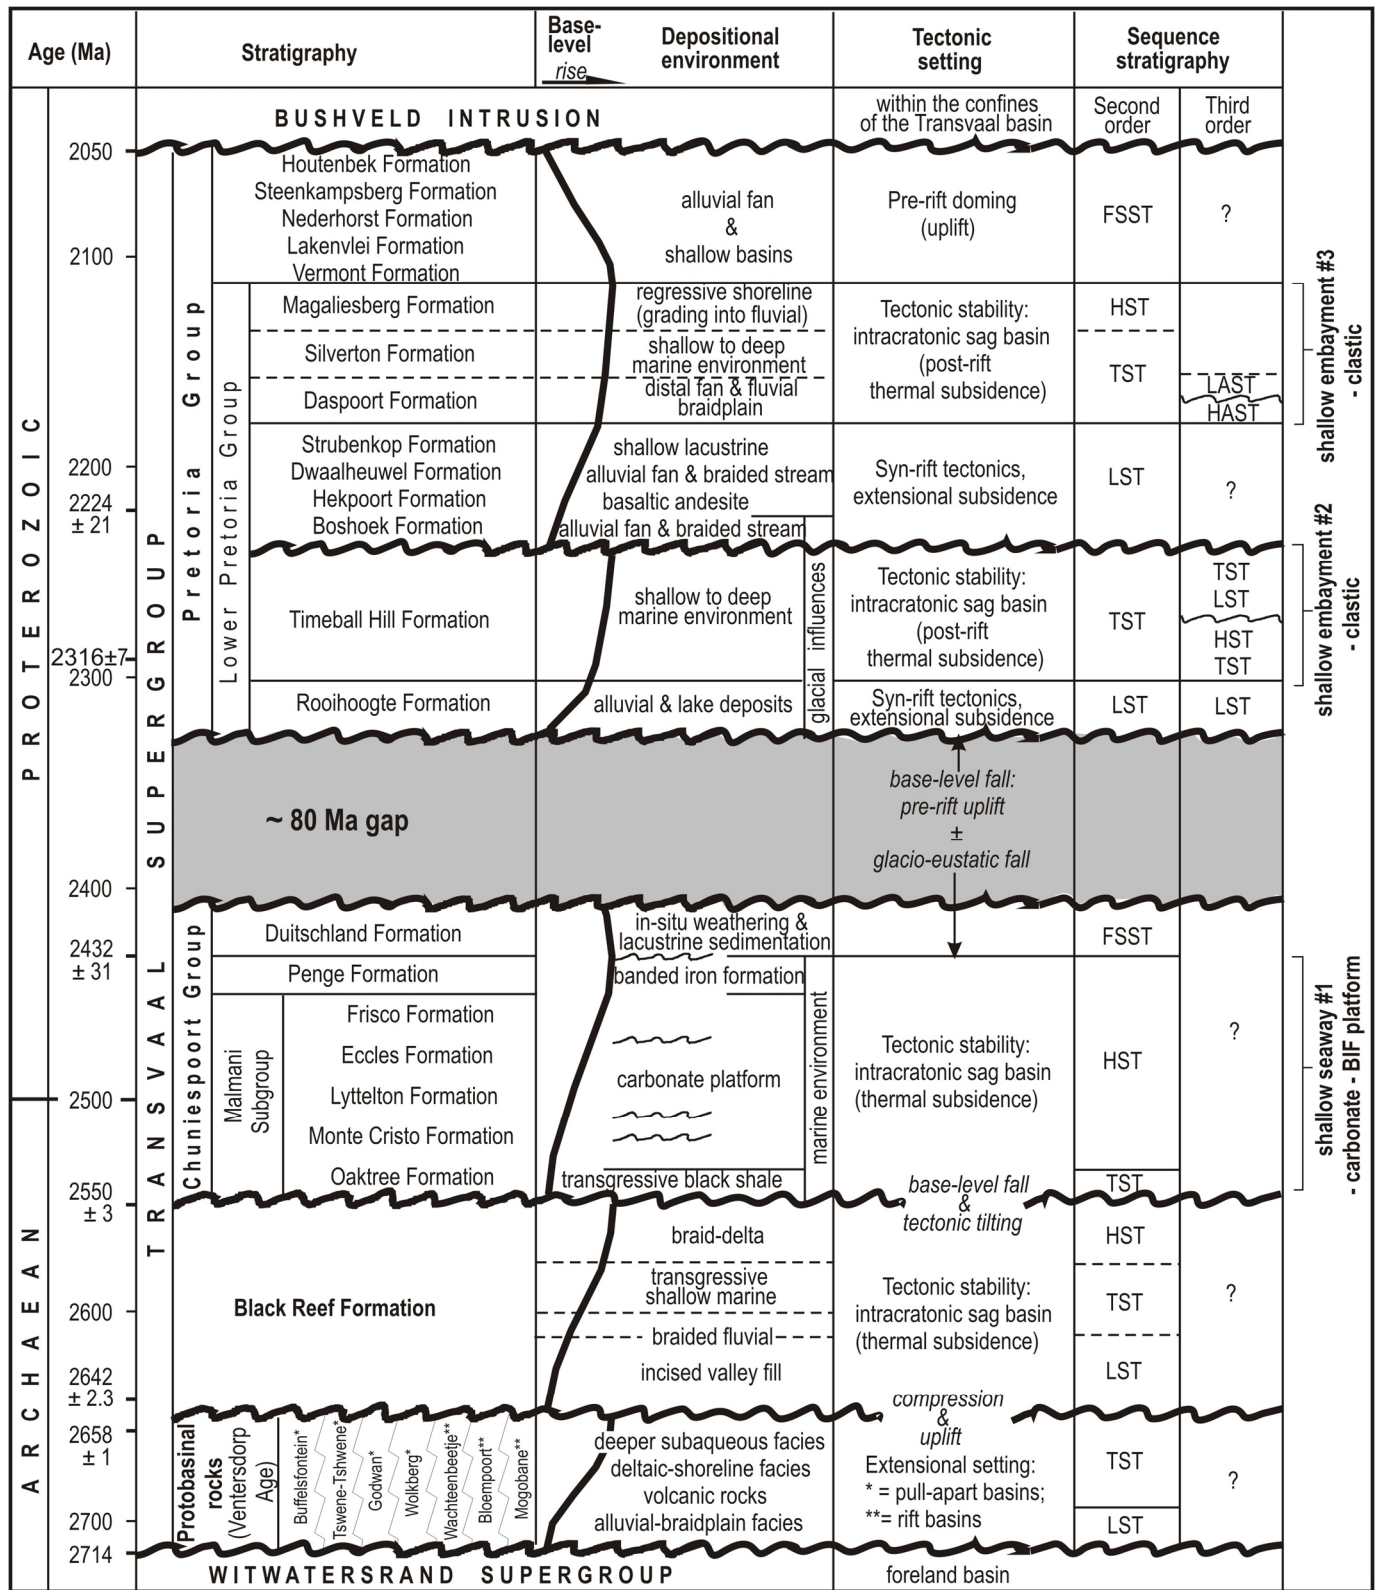 Age (Ma)
Stratigraphy
Base-
level
rise
Depositional
environment
Tectonic
setting
Sequence
stratigraphy
BUSHVELD INTRUSION
within the confines
of the Transvaal basin
Second
order
Third
order
PROTEROZOIC
ARCHAEAN
2050
2100
2200
2224
± 21
2316±7
2300
2400
2432
± 31
2500
2550
± 3
2600
2642
± 2.3
2658
± 1
2700
2714
TRANSVAAL SUPERGROUP
Pretoria Group
Lower Pretoria Group
Houtenbek Formation
Steenkampsberg Formation
Nederhorst Formation
Lakenvlei Formation
Vermont Formation
alluvial fan
&
shallow basins
Pre-rift doming
(uplift)
FSST
?
Magaliesberg Formation
Silverton Formation
Daspoort Formation
regressive shoreline
(grading into fluvial)
shallow to deep
marine environment
distal fan & fluvial
braidplain
Tectonic stability:
intracratonic sag basin
(post-rift
thermal subsidence)
HST
TST
LAST
HAST
shallow embayment #3
- clastic
Strubenkop Formation
Dwaalheuwel Formation
Hekpoort Formation
Boshoek Formation
shallow lacustrine
alluvial fan & braided stream
basaltic andesite
alluvial fan & braided stream
Syn-rift tectonics,
extensional subsidence
LST
?
Timeball Hill Formation
shallow to deep
marine environment
glacial influences
Tectonic stability:
intracratonic sag basin
(post-rift
thermal subsidence)
TST
TST
LST
HST
TST
shallow embayment #2
- clastic
Rooihoogte Formation
alluvial & lake deposits
Syn-rift tectonics,
extensional subsidence
LST
LST
~ 80 Ma gap
base-level fall:
pre-rift uplift
±
glacio-eustatic fall
Chuniespoort Group
Duitschland Formation
in-situ weathering &
lacustrine sedimentation
FSST
Penge Formation
banded iron formation
Malmani
Subgroup
Frisco Formation
Eccles Formation
Lyttelton Formation
Monte Cristo Formation
Oaktree Formation
carbonate platform
transgressive black shale
marine environment
Tectonic stability:
intracratonic sag basin
(thermal subsidence)
HST
TST
?
shallow seaway #1
- carbonate - BIF platform
base-level fall
&
tectonic tilting
Black Reef Formation
braid-delta
transgressive
shallow marine
braided fluvial
incised valley fill
Tectonic stability:
intracratonic sag basin
(thermal subsidence)
HST
TST
LST
?
compression
&
uplift
Protobasinal
rocks
(Ventersdorp
Age)
Buffelsfontein*
Tswene-Tshwene*
Godwan*
Wolkberg*
Wachteenbeetje**
Bloempoort**
Mogobane**
deeper subaqueous facies
deltaic-shoreline facies
volcanic rocks
alluvial-braidplain facies
Extensional setting:
* = pull-apart basins;
**= rift basins
TST
LST
?
WITWATERSRAND SUPERGROUP
foreland basin